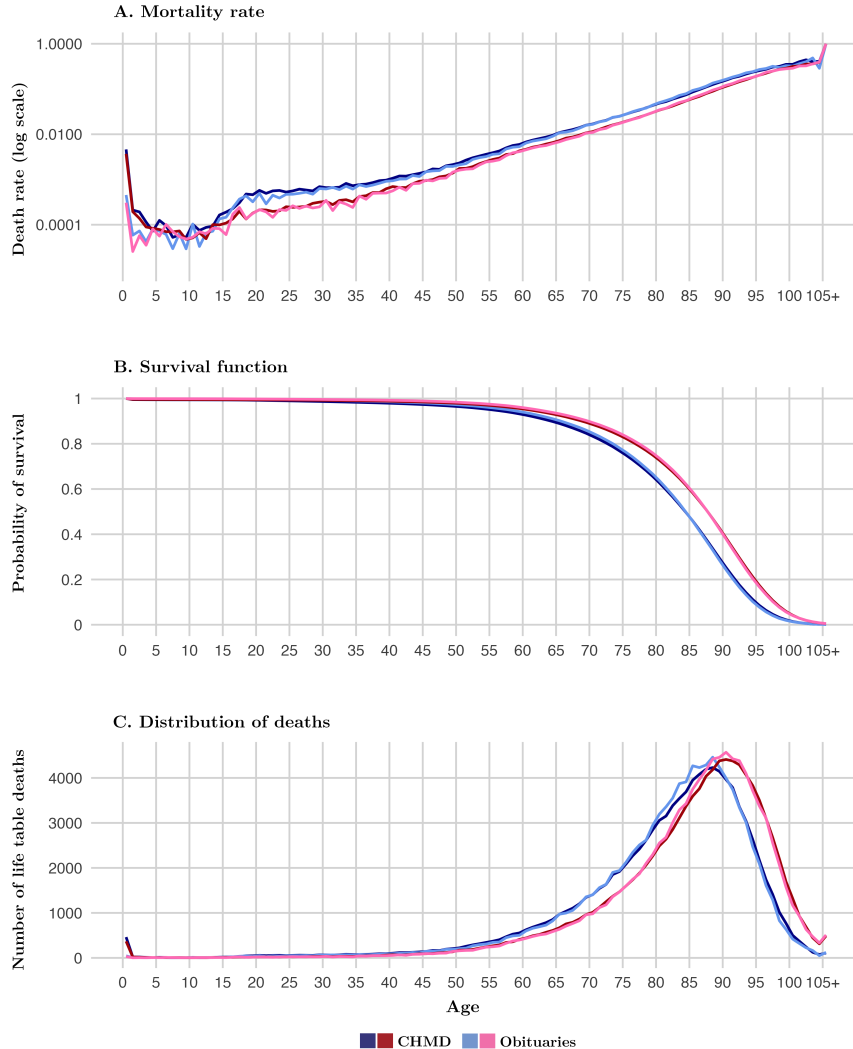 A. Mortality rate
Death rate (log scale)
1.0000
0.0100
0.0001
0 5 10 15 20 25 30 35 40 45 50 55 60 65 70 75 80 85 90 95 100 105+
B. Survival function
Probability of survival
1
0.8
0.6
0.4
0.2
0
0 5 10 15 20 25 30 35 40 45 50 55 60 65 70 75 80 85 90 95 100 105+
C. Distribution of deaths
Number of life table deaths
4000
3000
2000
1000
0
0 5 10 15 20 25 30 35 40 45 50 55 60 65 70 75 80 85 90 95 100 105+
Age
CHMD Obituaries